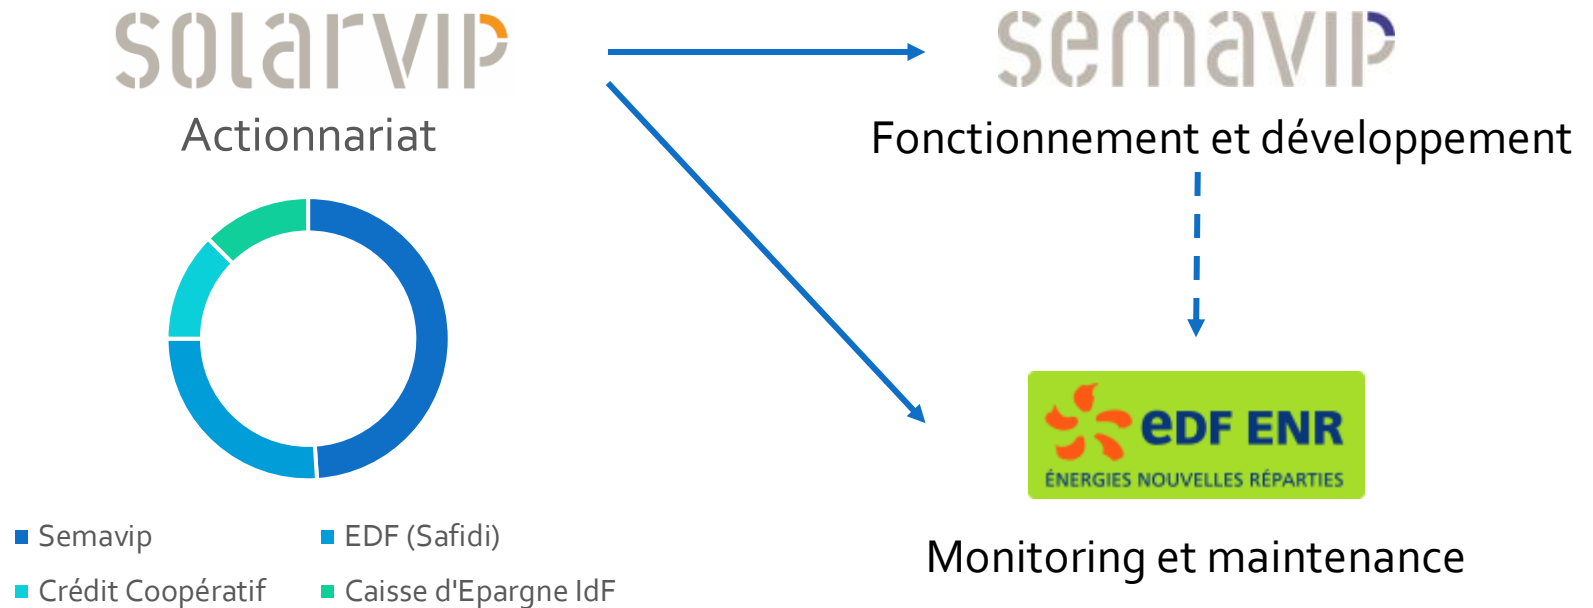 solarvip
Actionnariat
Semavip
EDF (Safidi)
Crédit Coopératif
Caisse d'Epargne IdF
semavip
Fonctionnement et développement
eDF ENR
ÉNERGIES NOUVELLES RÉPARTIES
Monitoring et maintenance